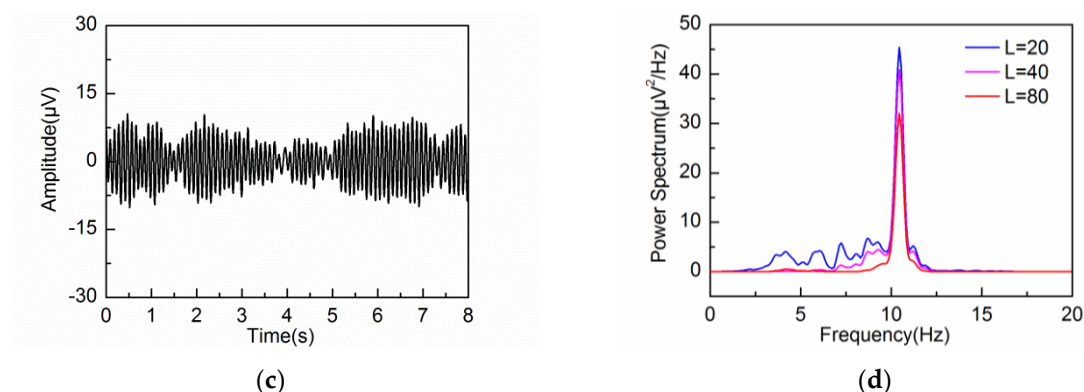 Amplitude(µV)
30
15
0
-15
-30
0 1 2 3 4 5 6 7 8
Time(s)
(c)
Power Spectrum(µV²/Hz)
50
40
30
20
10
0
L=20
L=40
L=80
0 5 10 15 20
Frequency(Hz)
(d)